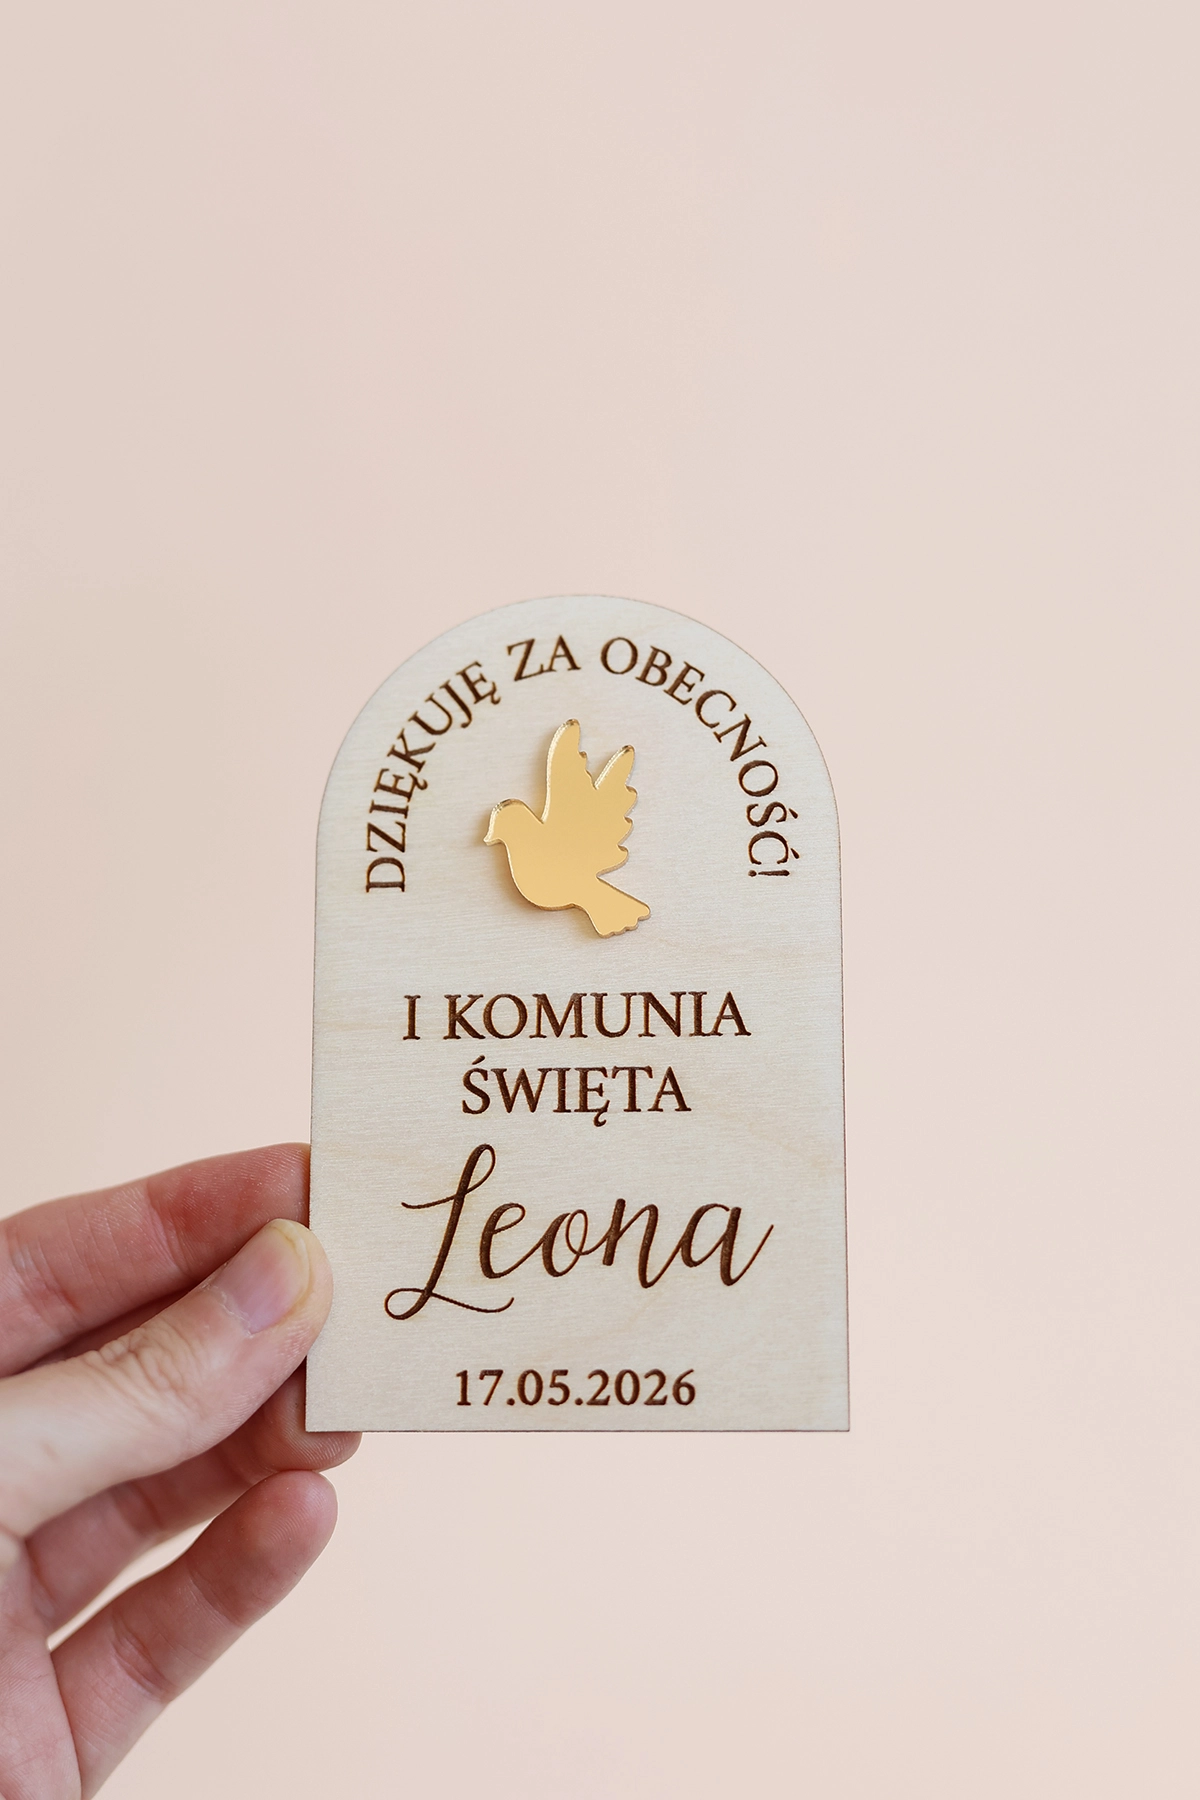 DZIĘKUJĘ ZA OBECNOŚĆ!
I KOMUNIA
ŚWIĘTA
Leona
17.05.2026